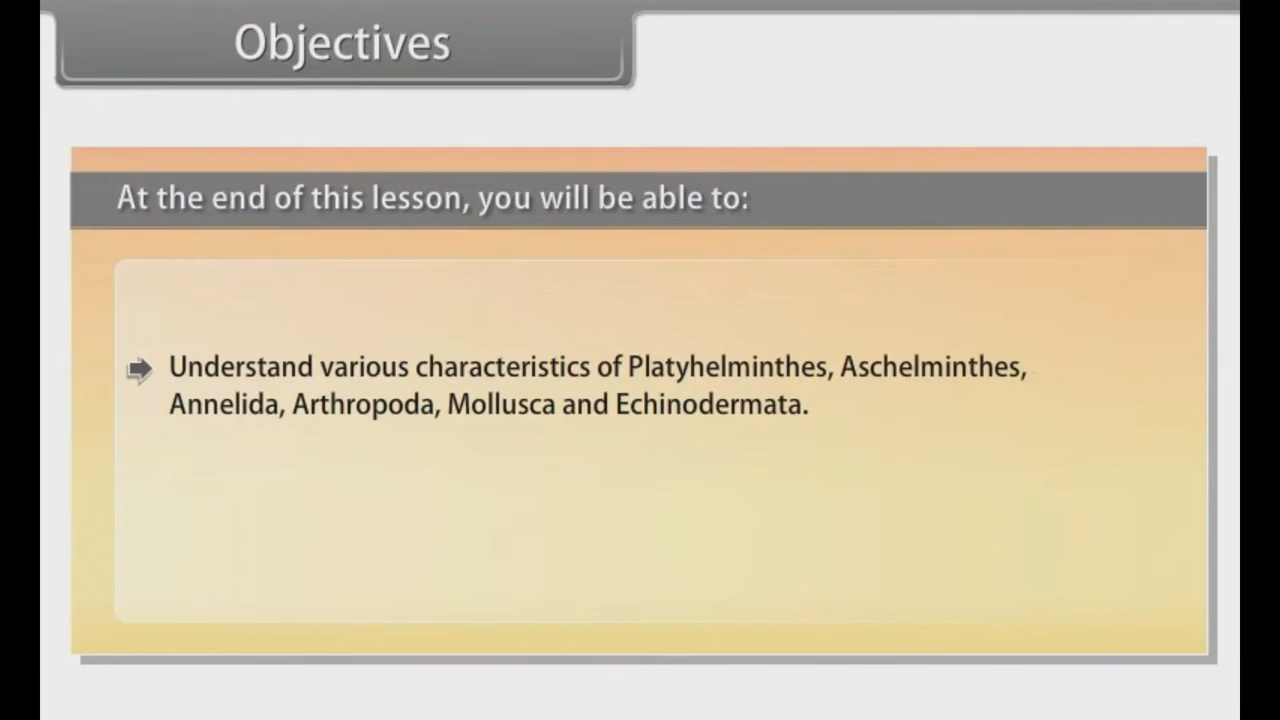 Objectives
At the end of this lesson, you will be able to:
Understand various characteristics of Platyhelminthes, Aschelminthes,
Annelida, Arthropoda, Mollusca and Echinodermata.